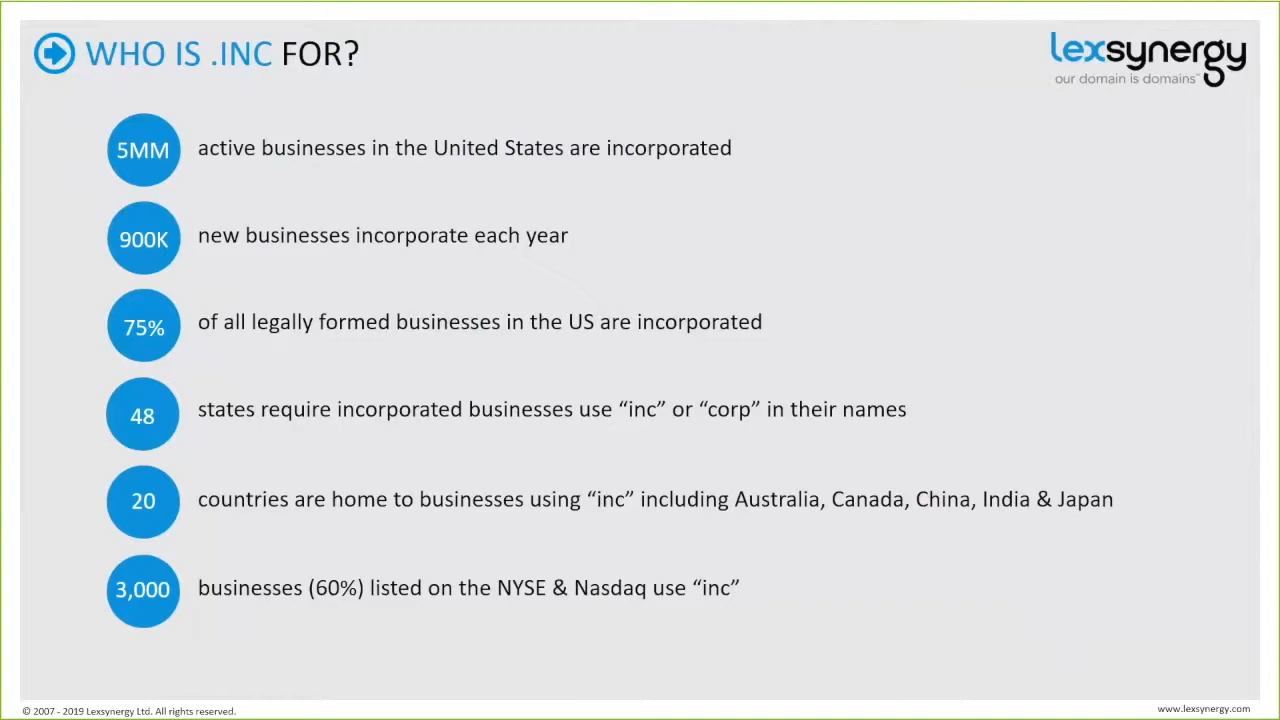 WHO IS .INC FOR?
lexsynergy
our domain is domains™
5MM active businesses in the United States are incorporated
900K new businesses incorporate each year
75% of all legally formed businesses in the US are incorporated
48 states require incorporated businesses use “inc” or “corp” in their names
20 countries are home to businesses using “inc” including Australia, Canada, China, India & Japan
3,000 businesses (60%) listed on the NYSE & Nasdaq use “inc”
© 2007 - 2019 Lexsynergy Ltd. All rights reserved.
www.lexsynergy.com